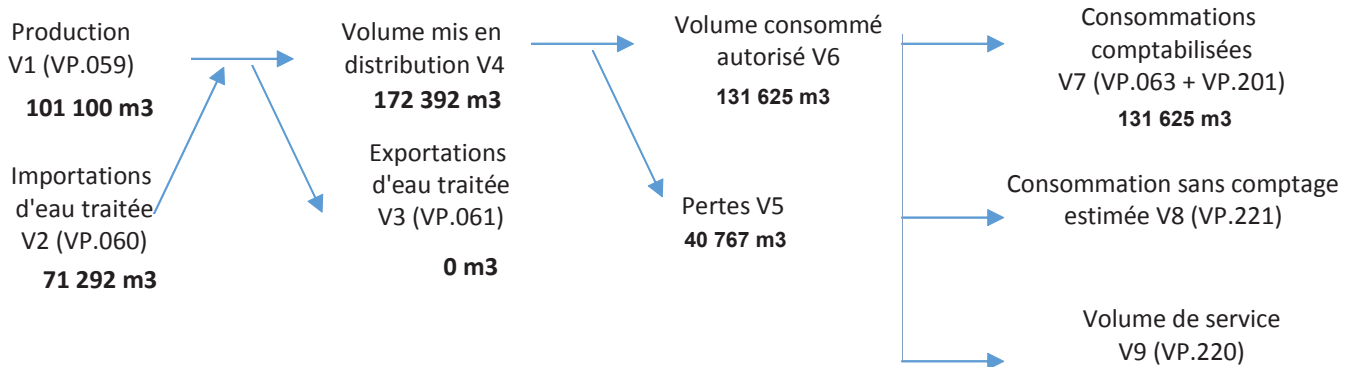 Production
V1 (VP.059)
101 100 m3
Importations
d'eau traitée
V2 (VP.060)
71 292 m3
Volume mis en
distribution V4
172 392 m3
Exportations
d'eau traitée
V3 (VP.061)
0 m3
Volume consommé
autorisé V6
131 625 m3
Pertes V5
40 767 m3
Consommations
comptabilisées
V7 (VP.063 + VP.201)
131 625 m3
Consommation sans comptage
estimée V8 (VP.221)
Volume de service
V9 (VP.220)